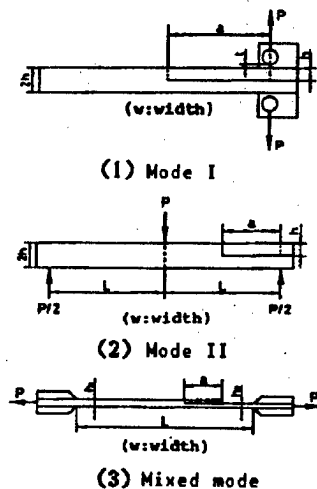 P
a
t
h
2h
(w:width)
P
(1) Mode I
P
a
h
2h
P/2
L
L
P/2
(w:width)
(2) Mode II
a
P
h
h
P
L
(w:width)
(3) Mixed mode